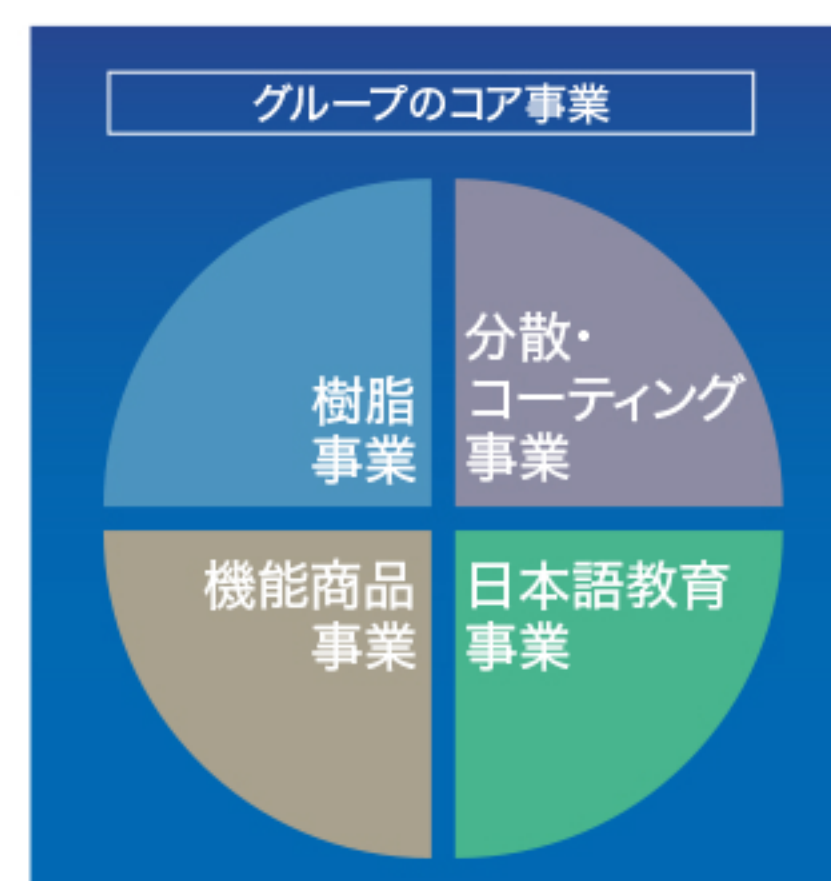 グループのコア事業
樹脂
事業
分散・
コーティング
事業
機能商品
事業
日本語教育
事業